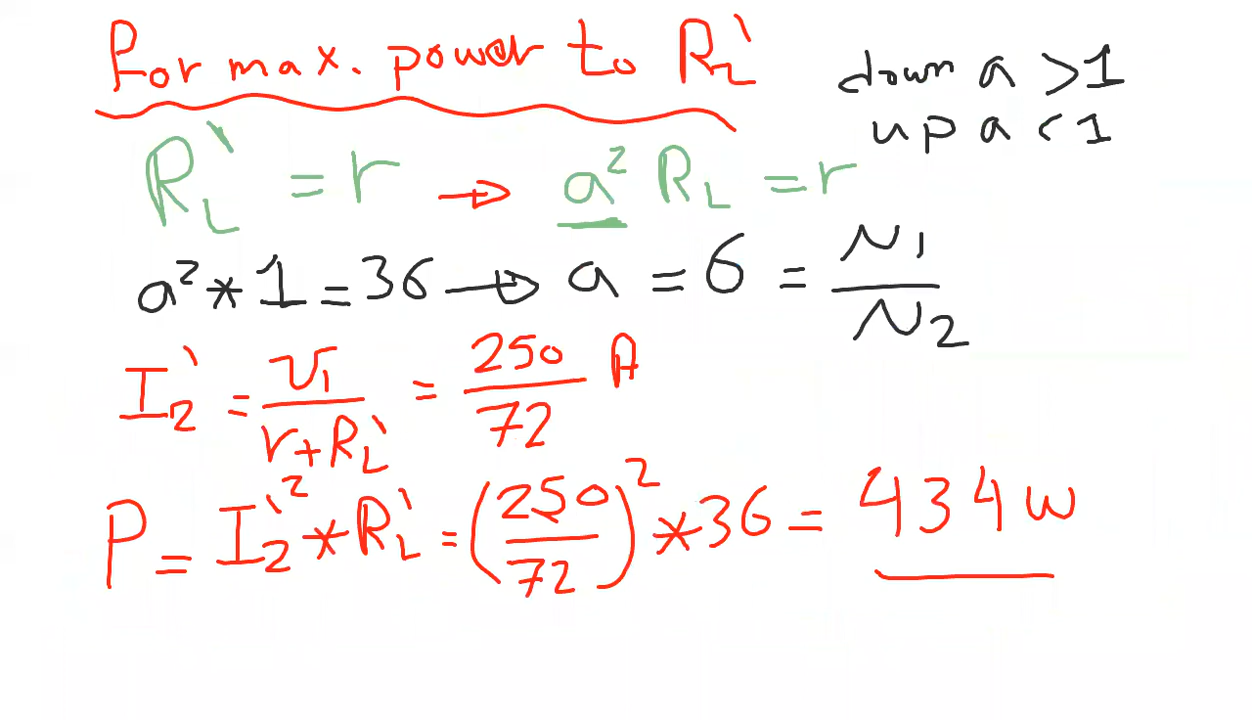 For max. power to R_L`
down a > 1
up a < 1
R_L` = r → a² R_L = r
a² * 1 = 36 → a = 6 = N1/N2
I₂` = V₁/(r + R_L`) = 250/72 A
P = I₂`² * R_L` = (250/72)² * 36 = 434 w